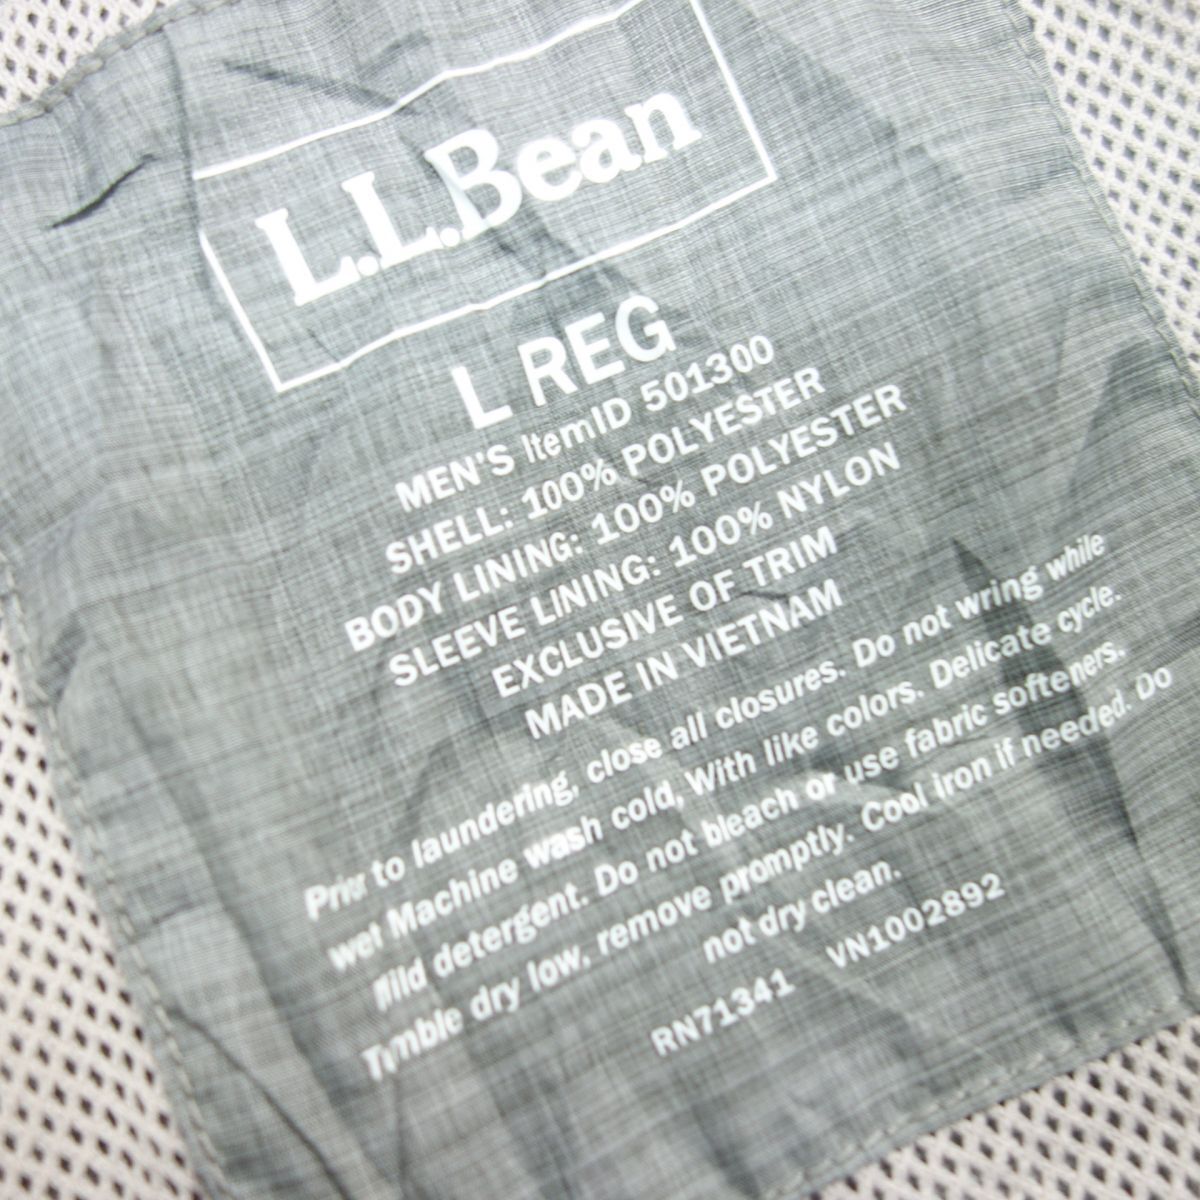 L.L.Bean
L REG
MEN'S ItemID 501300
SHELL: 100% POLYESTER
BODY LINING: 100% POLYESTER
SLEEVE LINING: 100% NYLON
EXCLUSIVE OF TRIM
MADE IN VIETNAM
Prior to laundering, close all closures. Do not wring while
wet Machine wash cold, With like colors. Delicate cycle.
Mild detergent. Do not bleach or use fabric softeners.
Tumble dry low, remove promptly. Cool iron if needed. Do
not dry clean.
RN71341 VN1002892